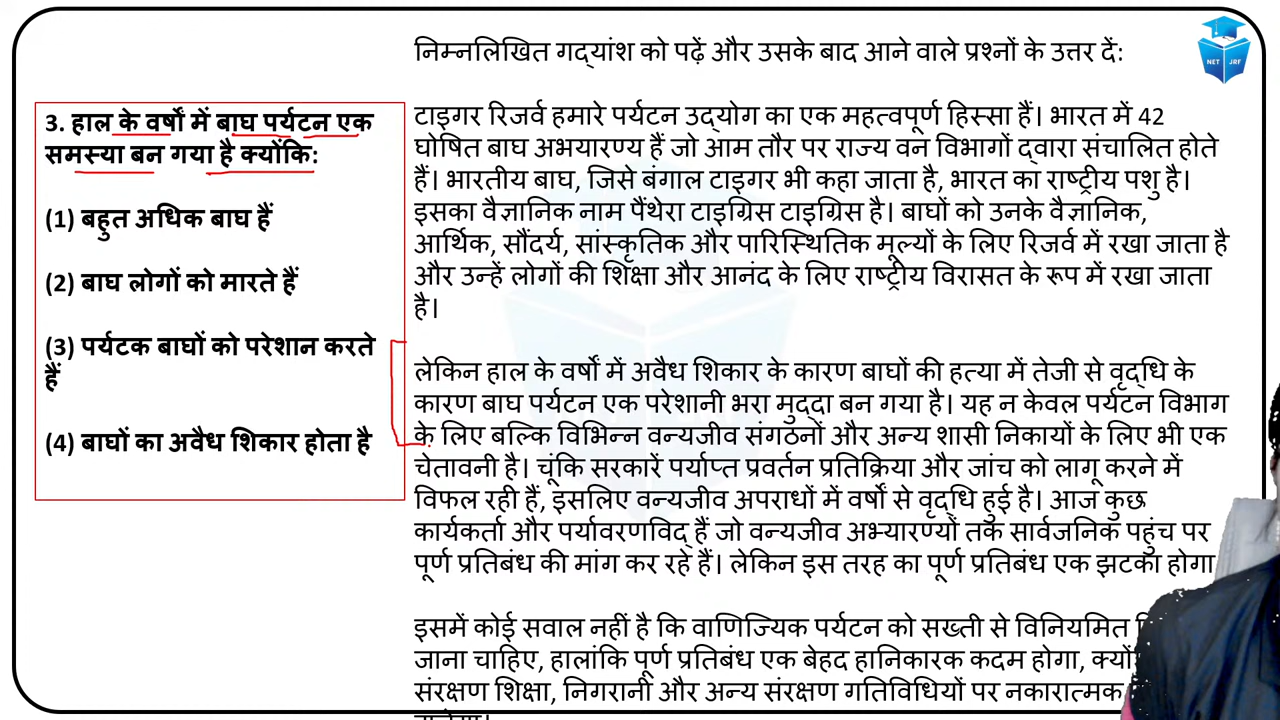 निम्नलिखित गद्यांश को पढ़ें और उसके बाद आने वाले प्रश्नों के उत्तर दें:
NET JRF
3. हाल के वर्षों में बाघ पर्यटन एक
समस्या बन गया है क्योंकि:
(1) बहुत अधिक बाघ हैं
(2) बाघ लोगों को मारते हैं
(3) पर्यटक बाघों को परेशान करते
हैं
(4) बाघों का अवैध शिकार होता है
टाइगर रिजर्व हमारे पर्यटन उद्योग का एक महत्वपूर्ण हिस्सा हैं। भारत में 42
घोषित बाघ अभयारण्य हैं जो आम तौर पर राज्य वन विभागों द्वारा संचालित होते
हैं। भारतीय बाघ, जिसे बंगाल टाइगर भी कहा जाता है, भारत का राष्ट्रीय पशु है।
इसका वैज्ञानिक नाम पैंथेरा टाइग्रिस टाइग्रिस है। बाघों को उनके वैज्ञानिक,
आर्थिक, सौंदर्य, सांस्कृतिक और पारिस्थितिक मूल्यों के लिए रिजर्व में रखा जाता है
और उन्हें लोगों की शिक्षा और आनंद के लिए राष्ट्रीय विरासत के रूप में रखा जाता
है।
लेकिन हाल के वर्षों में अवैध शिकार के कारण बाघों की हत्या में तेजी से वृद्धि के
कारण बाघ पर्यटन एक परेशानी भरा मुद्दा बन गया है। यह न केवल पर्यटन विभाग
के लिए बल्कि विभिन्न वन्यजीव संगठनों और अन्य शासी निकायों के लिए भी एक
चेतावनी है। चूंकि सरकारें पर्याप्त प्रवर्तन प्रतिक्रिया और जांच को लागू करने में
विफल रही हैं, इसलिए वन्यजीव अपराधों में वर्षों से वृद्धि हुई है। आज कुछ
कार्यकर्ता और पर्यावरणविद् हैं जो वन्यजीव अभ्यारण्यों तक सार्वजनिक पहुंच पर
पूर्ण प्रतिबंध की मांग कर रहे हैं। लेकिन इस तरह का पूर्ण प्रतिबंध एक झटका होगा
इसमें कोई सवाल नहीं है कि वाणिज्यिक पर्यटन को सख्ती से विनियमित
जाना चाहिए, हालांकि पूर्ण प्रतिबंध एक बेहद हानिकारक कदम होगा,
संरक्षण शिक्षा, निगरानी और अन्य संरक्षण गतिविधियों पर नकारात्मक